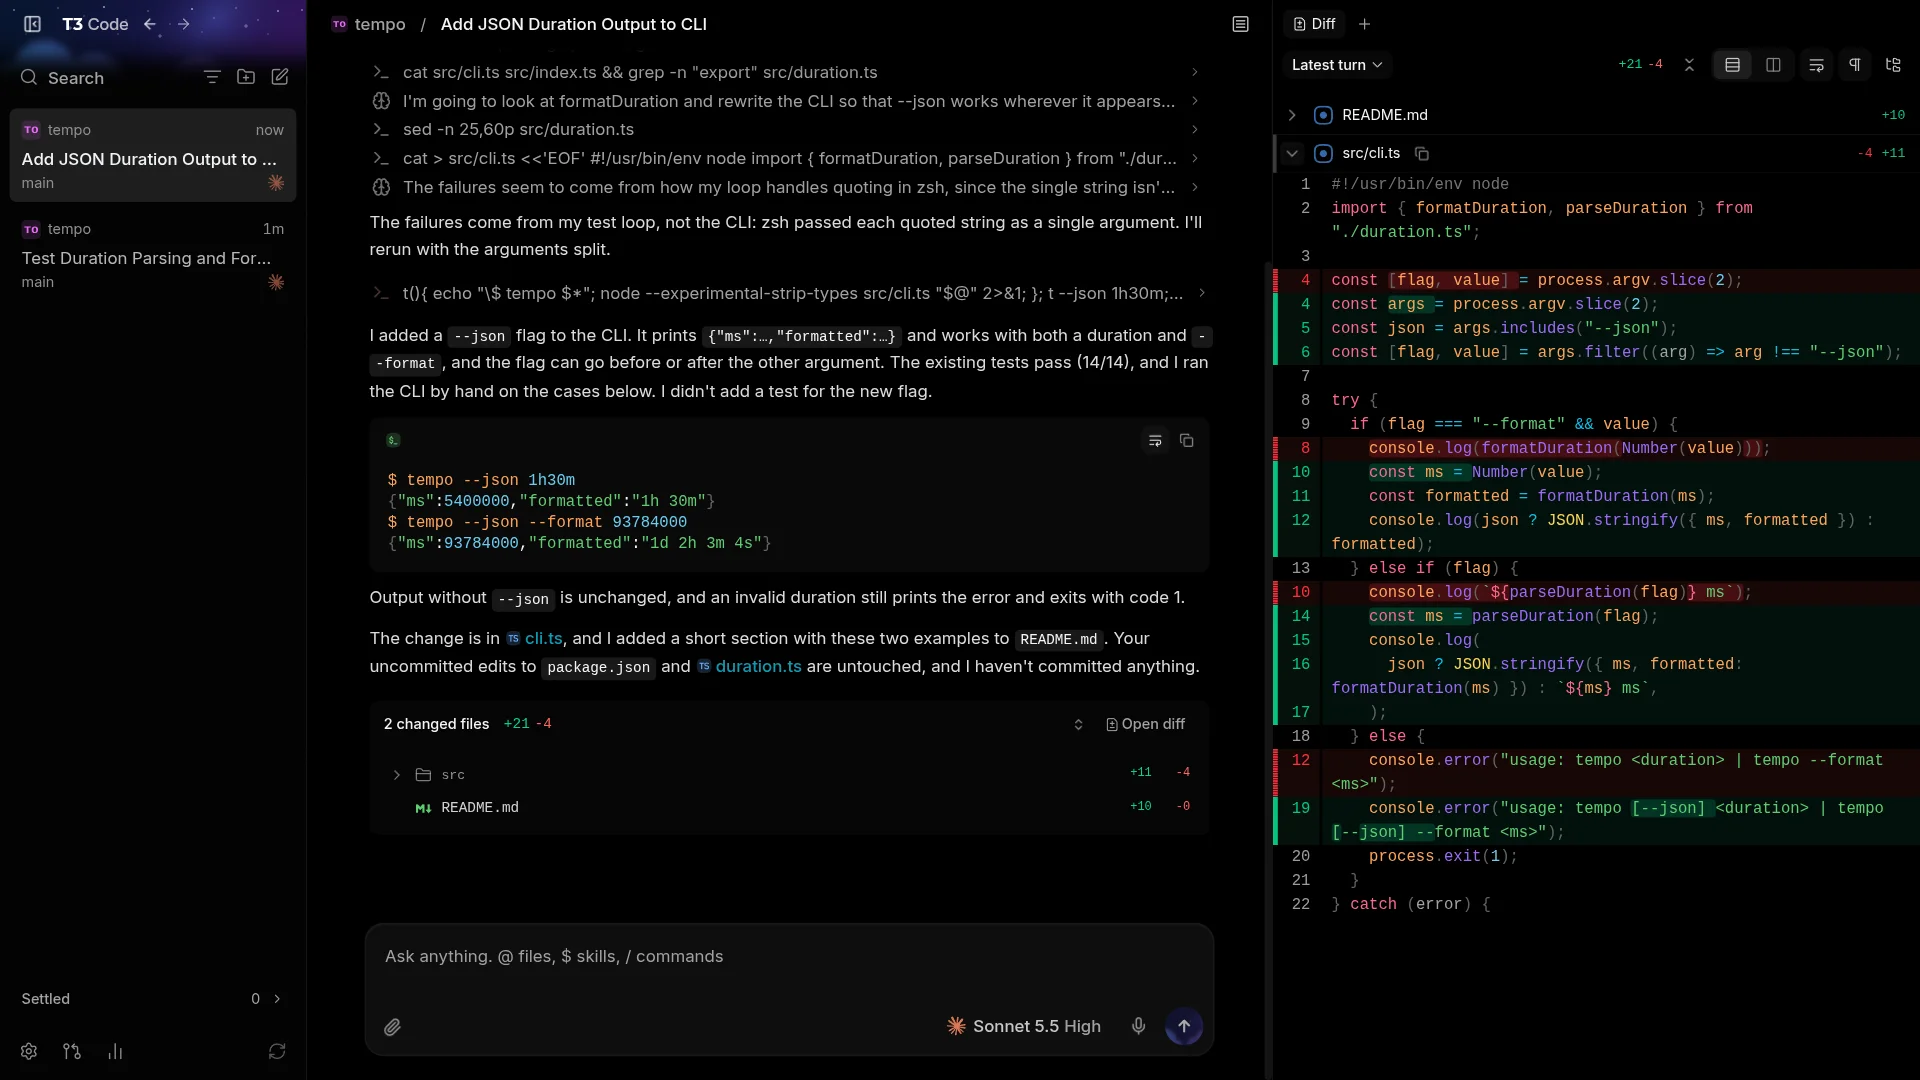 T3 Code
Search
TO tempo now
Add JSON Duration Output to ...
main
TO tempo 1m
Test Duration Parsing and For...
main
Settled 0
TO tempo / Add JSON Duration Output to CLI
cat src/cli.ts src/index.ts && grep -n "export" src/duration.ts
I'm going to look at formatDuration and rewrite the CLI so that --json works wherever it appears...
sed -n 25,60p src/duration.ts
cat > src/cli.ts <<'EOF' #!/usr/bin/env node import { formatDuration, parseDuration } from "./dur...
The failures seem to come from how my loop handles quoting in zsh, since the single string isn'...
The failures come from my test loop, not the CLI: zsh passed each quoted string as a single argument. I'll
rerun with the arguments split.
t(){ echo "\$ tempo $*"; node --experimental-strip-types src/cli.ts "$@" 2>&1; }; t --json 1h30m;...
I added a --json flag to the CLI. It prints {"ms":…,"formatted":…} and works with both a duration and -
-format, and the flag can go before or after the other argument. The existing tests pass (14/14), and I ran
the CLI by hand on the cases below. I didn't add a test for the new flag.
$_
$ tempo --json 1h30m
{"ms":5400000,"formatted":"1h 30m"}
$ tempo --json --format 93784000
{"ms":93784000,"formatted":"1d 2h 3m 4s"}
Output without --json is unchanged, and an invalid duration still prints the error and exits with code 1.
The change is in TS cli.ts, and I added a short section with these two examples to README.md. Your
uncommitted edits to package.json and TS duration.ts are untouched, and I haven't committed anything.
2 changed files +21 -4 Open diff
src +11 -4
M↓ README.md +10 -0
Ask anything. @ files, $ skills, / commands
Sonnet 5.5 High
Diff
Latest turn +21 -4
README.md +10
src/cli.ts -4 +11
1 #!/usr/bin/env node
2 import { formatDuration, parseDuration } from
"./duration.ts";
3
4 const [flag, value] = process.argv.slice(2);
4 const args = process.argv.slice(2);
5 const json = args.includes("--json");
6 const [flag, value] = args.filter((arg) => arg !== "--json");
7
8 try {
9 if (flag === "--format" && value) {
8 console.log(formatDuration(Number(value)));
10 const ms = Number(value);
11 const formatted = formatDuration(ms);
12 console.log(json ? JSON.stringify({ ms, formatted }) :
formatted);
13 } else if (flag) {
10 console.log(`${parseDuration(flag)} ms`);
14 const ms = parseDuration(flag);
15 console.log(
16 json ? JSON.stringify({ ms, formatted:
formatDuration(ms) }) : `${ms} ms`,
17 );
18 } else {
12 console.error("usage: tempo <duration> | tempo --format
<ms>");
19 console.error("usage: tempo [--json] <duration> | tempo
[--json] --format <ms>");
20 process.exit(1);
21 }
22 } catch (error) {